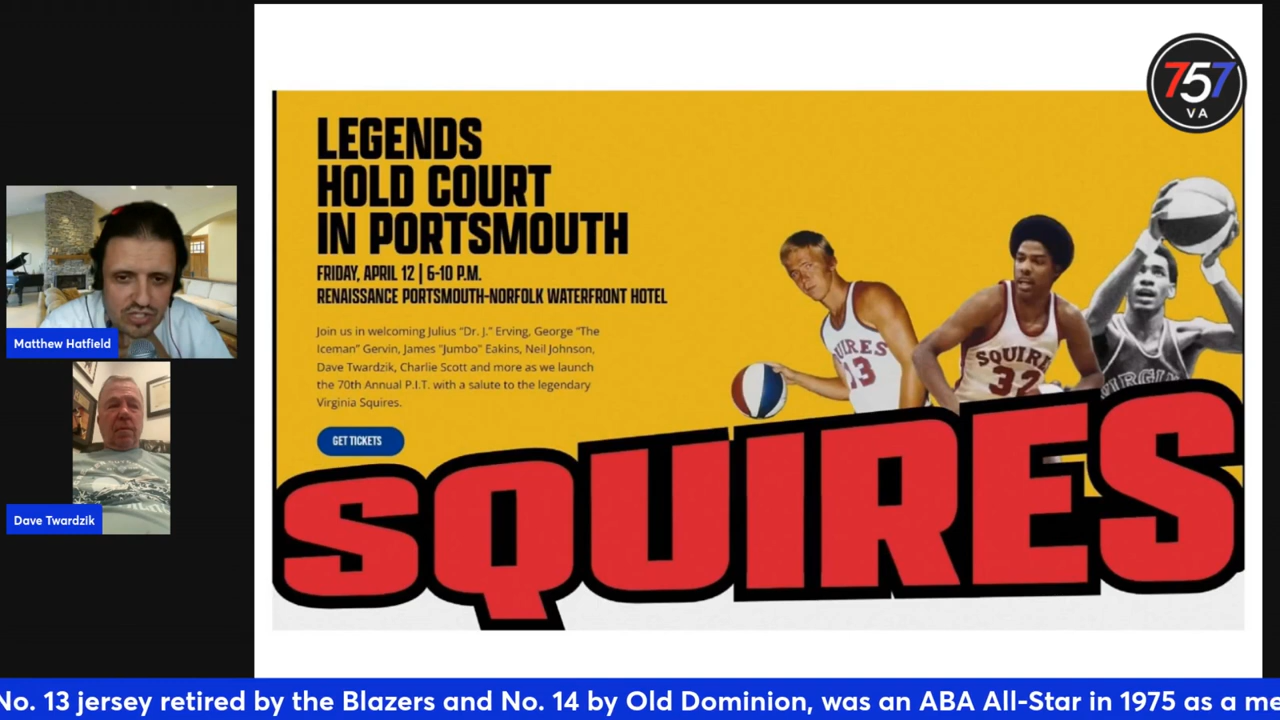 757
VA
LEGENDS
HOLD COURT
IN PORTSMOUTH
FRIDAY, APRIL 12 | 6-10 P.M.
RENAISSANCE PORTSMOUTH-NORFOLK WATERFRONT HOTEL
Join us in welcoming Julius "Dr. J." Erving, George "The
Iceman" Gervin, James "Jumbo" Eakins, Neil Johnson,
Dave Twardzik, Charlie Scott and more as we launch
the 70th Annual P.I.T. with a salute to the legendary
Virginia Squires.
GET TICKETS
UIRES
13
SQUIRE
32
VIRGIN
SQUIRES
Matthew Hatfield
Dave Twardzik
No. 13 jersey retired by the Blazers and No. 14 by Old Dominion, was an ABA All-Star in 1975 as a me